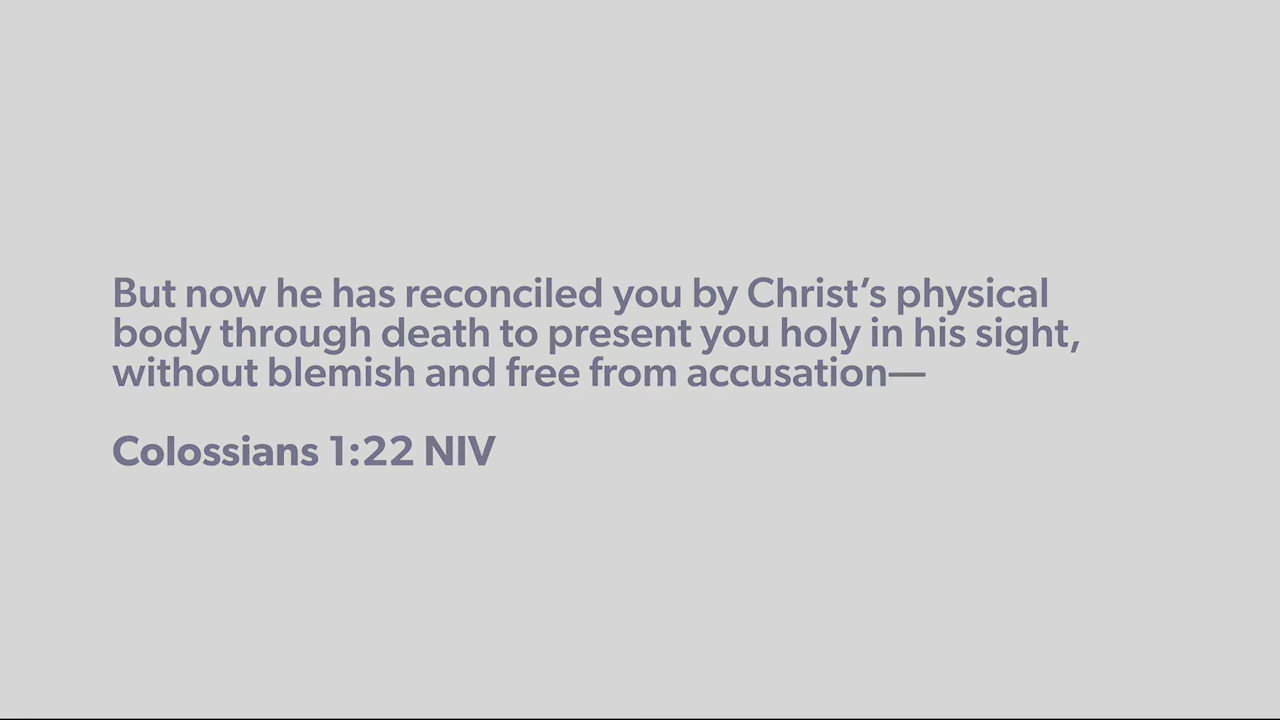 But now he has reconciled you by Christ’s physical
body through death to present you holy in his sight,
without blemish and free from accusation—
Colossians 1:22 NIV